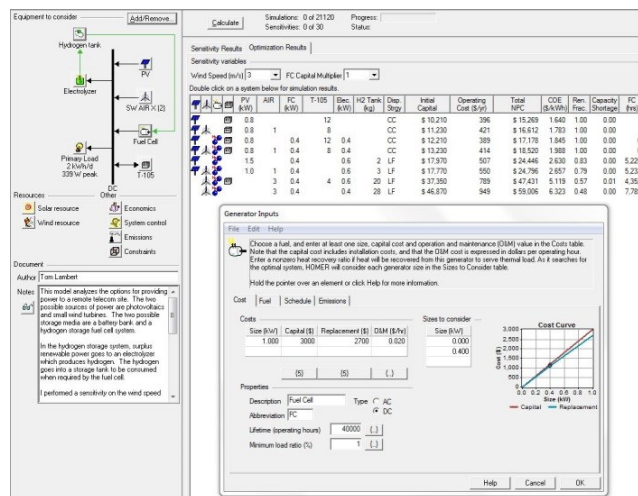 Equipment to consider
Add/Remove...
Hydrogen tank
Electrolyzer
PV
SW AIR X (2)
Fuel Cell
Primary Load
2 kWh/d
339 W peak
T-105
DC
Resources
Other
Solar resource
Economics
Wind resource
System control
Emissions
Constraints
Document
Author Tom Lambert
Notes
This model analyzes the options for providing
power to a remote telecom site. The two
possible sources of power are photovoltaics
and small wind turbines. The two possible
storage media are a battery bank and a
hydrogen storage fuel cell system.
In the hydrogen storage system, surplus
renewable power goes to an electrolyzer
which produces hydrogen. The hydrogen
goes into a storage tank to be consumed
when required by the fuel cell.
I performed a sensitivity on the wind speed
Calculate
Simulations: 0 of 21120
Progress:
Sensitivities: 0 of 30
Status:
Sensitivity Results Optimization Results
Sensitivity variables
Wind Speed (m/s) 3 FC Capital Multiplier 1
Double click on a system below for simulation results.
PV (kW) AIR FC (kW) T-105 Elec. (kW) H2 Tank (kg) Disp. Strgy Initial Capital Operating Cost ($/yr) Total NPC COE ($/kWh) Ren. Frac. Capacity Shortage FC (hrs)
0.8 12 CC $ 10,210 396 $ 15,269 1.640 1.00 0.00
0.8 1 8 CC $ 11,230 421 $ 16,612 1.783 1.00 0.00
0.8 0.4 12 0.4 CC $ 12,210 389 $ 17,178 1.845 1.00 0.00
0.8 1 0.4 8 0.4 CC $ 13,230 414 $ 18,520 1.988 1.00 0.00
1.5 0.4 0.6 2 LF $ 17,970 507 $ 24,446 2.630 0.83 0.00 5,22
1.0 1 0.4 0.6 3 LF $ 17,770 550 $ 24,796 2.657 0.79 0.00 5,23
3 0.4 4 0.6 20 LF $ 37,350 789 $ 47,431 5.119 0.57 0.01 4,35
3 0.4 0.4 28 LF $ 46,870 949 $ 59,006 6.323 0.48 0.00 7,78
Generator Inputs
File Edit Help
Choose a fuel, and enter at least one size, capital cost and operation and maintenance (O&M) value in the Costs table.
Note that the capital cost includes installation costs, and that the O&M cost is expressed in dollars per operating hour.
Enter a nonzero heat recovery ratio if heat will be recovered from this generator to serve thermal load. As it searches for
the optimal system, HOMER will consider each generator size in the Sizes to Consider table.
Hold the pointer over an element or click Help for more information.
Cost Fuel Schedule Emissions
Costs
Size (kW) Capital ($) Replacement ($) O&M ($/hr)
1.000 3000 2700 0.020
{5} {5} {..}
Sizes to consider
Size (kW)
0.000
0.400
Cost Curve
Cost ($)
3,000
2,500
2,000
1,500
1,000
500
0
0.0 0.2 0.4 0.6 0.8 1.0
Size (kW)
Capital Replacement
Properties
Description Fuel Cell
Type AC
Abbreviation FC
DC
Lifetime (operating hours) 40000 {..}
Minimum load ratio (%) 1 {..}
Help Cancel OK